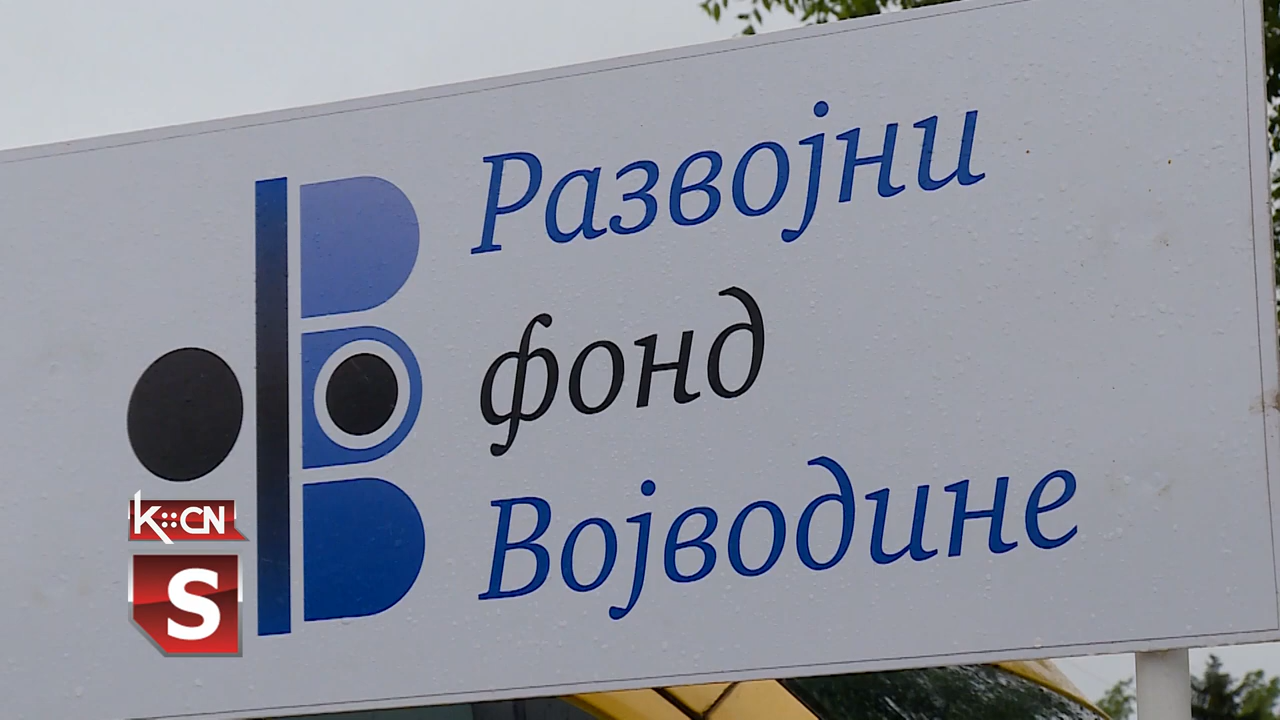 Развојни
фонд
Војводине
K::CN
S